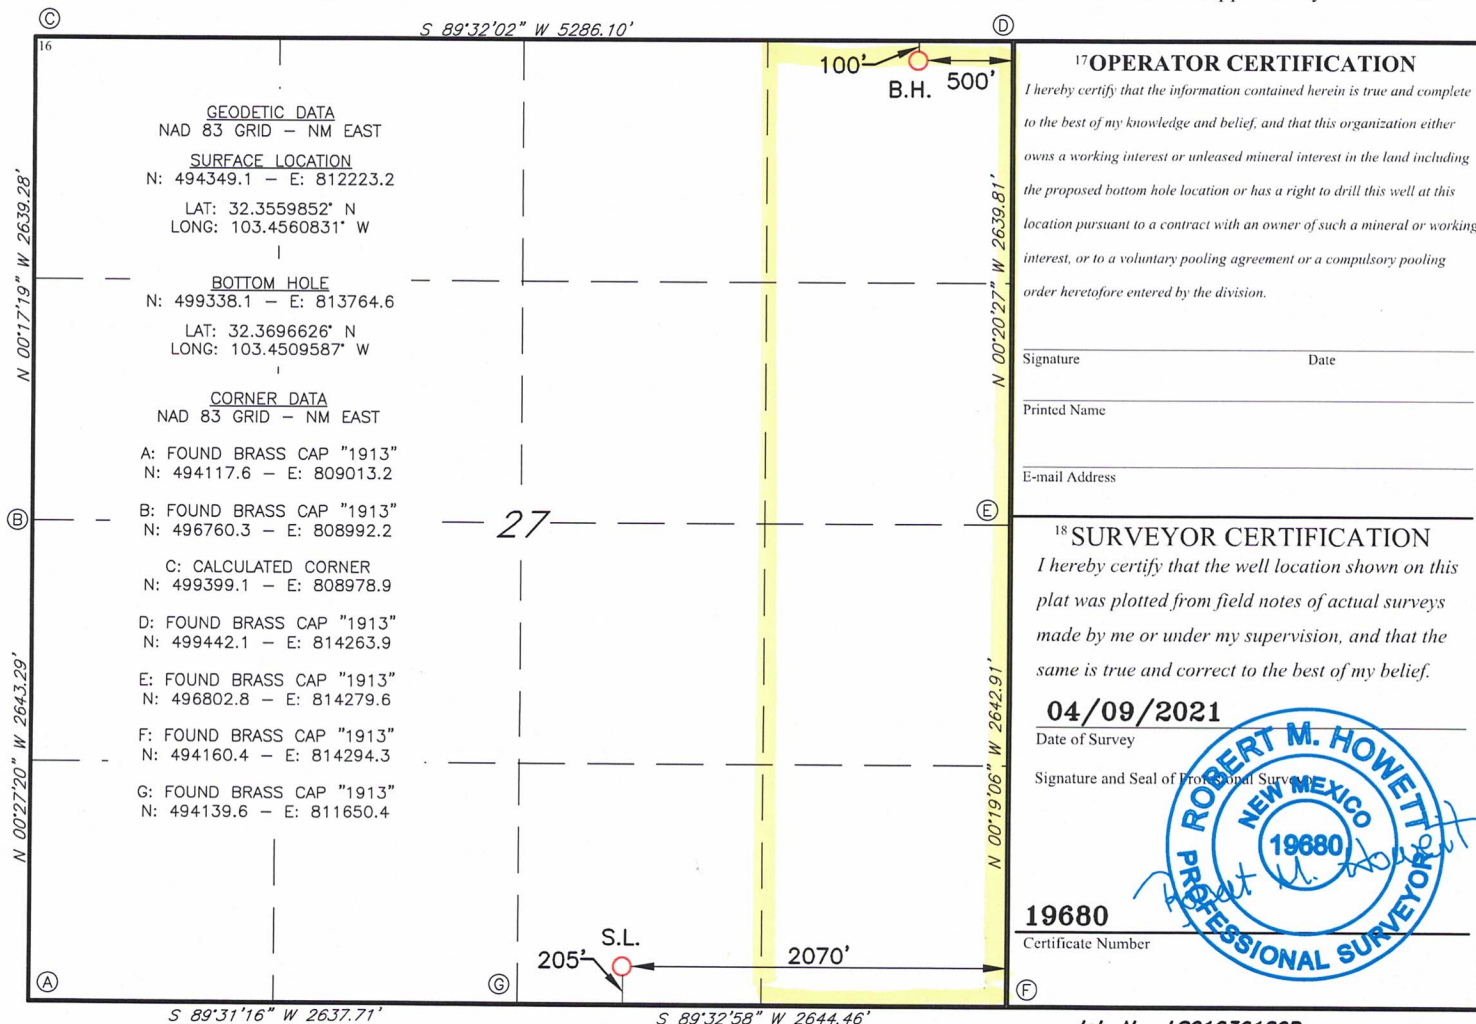 Ⓒ
S 89°32'02" W 5286.10'
Ⓓ
16
100'
B.H.
500'
GEODETIC DATA
NAD 83 GRID – NM EAST
SURFACE LOCATION
N: 494349.1 – E: 812223.2
LAT: 32.3559852° N
LONG: 103.4560831° W
BOTTOM HOLE
N: 499338.1 – E: 813764.6
LAT: 32.3696626° N
LONG: 103.4509587° W
CORNER DATA
NAD 83 GRID – NM EAST
A: FOUND BRASS CAP "1913"
N: 494117.6 – E: 809013.2
B: FOUND BRASS CAP "1913"
N: 496760.3 – E: 808992.2
C: CALCULATED CORNER
N: 499399.1 – E: 808978.9
D: FOUND BRASS CAP "1913"
N: 499442.1 – E: 814263.9
E: FOUND BRASS CAP "1913"
N: 496802.8 – E: 814279.6
F: FOUND BRASS CAP "1913"
N: 494160.4 – E: 814294.3
G: FOUND BRASS CAP "1913"
N: 494139.6 – E: 811650.4
N 00°17'19" W 2639.28'
Ⓑ
N 00°27'20" W 2643.29'
27
N 00°20'27" W 2639.81'
Ⓔ
N 00°19'06" W 2642.91'
S.L.
205'
2070'
Ⓐ
Ⓖ
Ⓕ
S 89°31'16" W 2637.71'
S 89°32'58" W 2644.46'
17 OPERATOR CERTIFICATION
I hereby certify that the information contained herein is true and complete
to the best of my knowledge and belief, and that this organization either
owns a working interest or unleased mineral interest in the land including
the proposed bottom hole location or has a right to drill this well at this
location pursuant to a contract with an owner of such a mineral or working
interest, or to a voluntary pooling agreement or a compulsory pooling
order heretofore entered by the division.
Signature Date
Printed Name
E-mail Address
18 SURVEYOR CERTIFICATION
I hereby certify that the well location shown on this
plat was plotted from field notes of actual surveys
made by me or under my supervision, and that the
same is true and correct to the best of my belief.
04/09/2021
Date of Survey
Signature and Seal of Professional Surveyor
ROBERT M. HOWETT
NEW MEXICO
19680
PROFESSIONAL SURVEYOR
Robert M. Howett
19680
Certificate Number